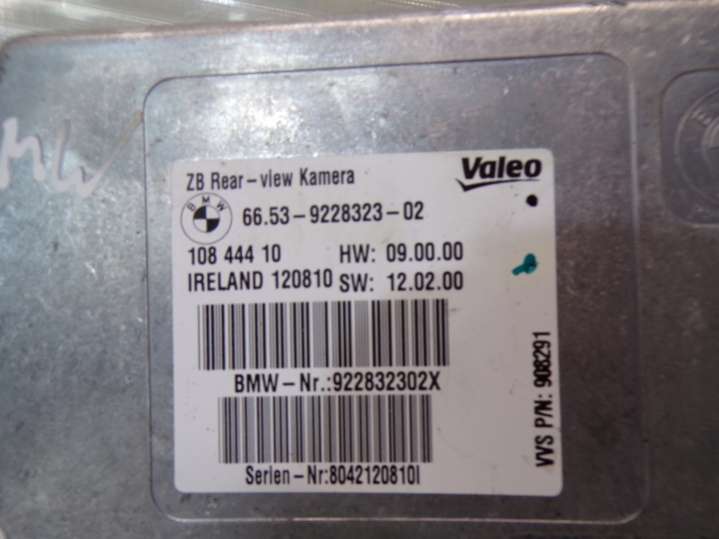 ZB Rear-view Kamera
Valeo
BMW
66.53-9228323-02
108 444 10 HW: 09.00.00
IRELAND 120810 SW: 12.02.00
BMW-Nr.:922832302X
Serien-Nr:8042120810I
VVS P/N: 908291